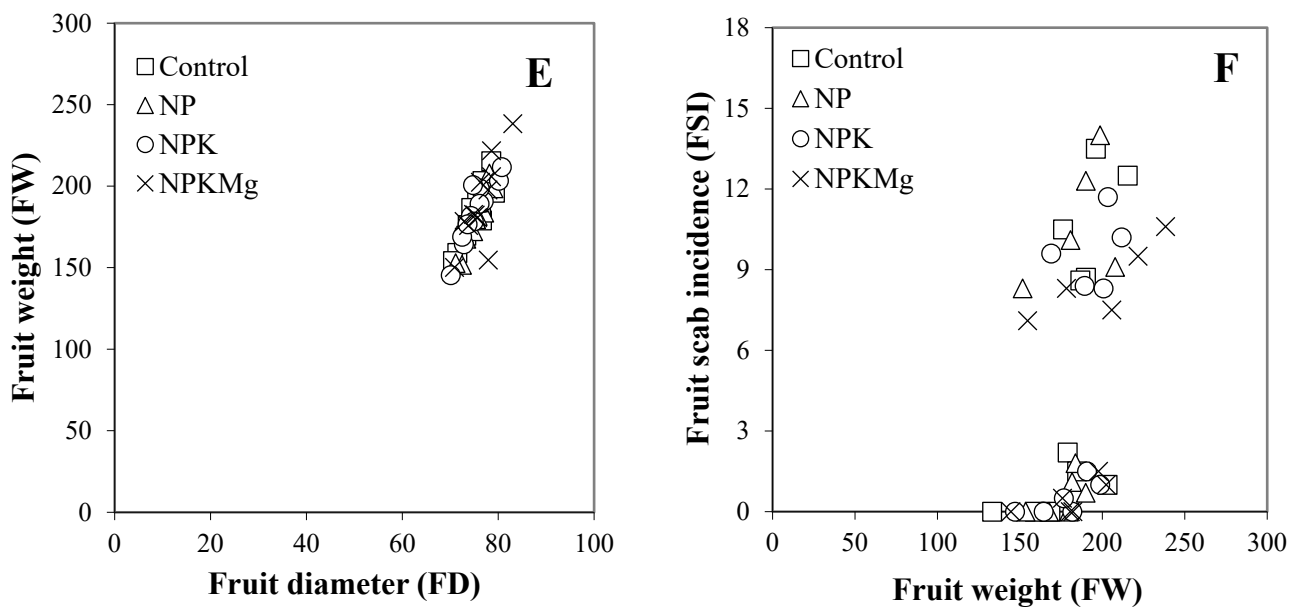 E
Control
NP
NPK
NPKMg
Fruit weight (FW)
300
250
200
150
100
50
0
0 20 40 60 80 100
Fruit diameter (FD)
F
Control
NP
NPK
NPKMg
Fruit scab incidence (FSI)
18
15
12
9
6
3
0
0 50 100 150 200 250 300
Fruit weight (FW)